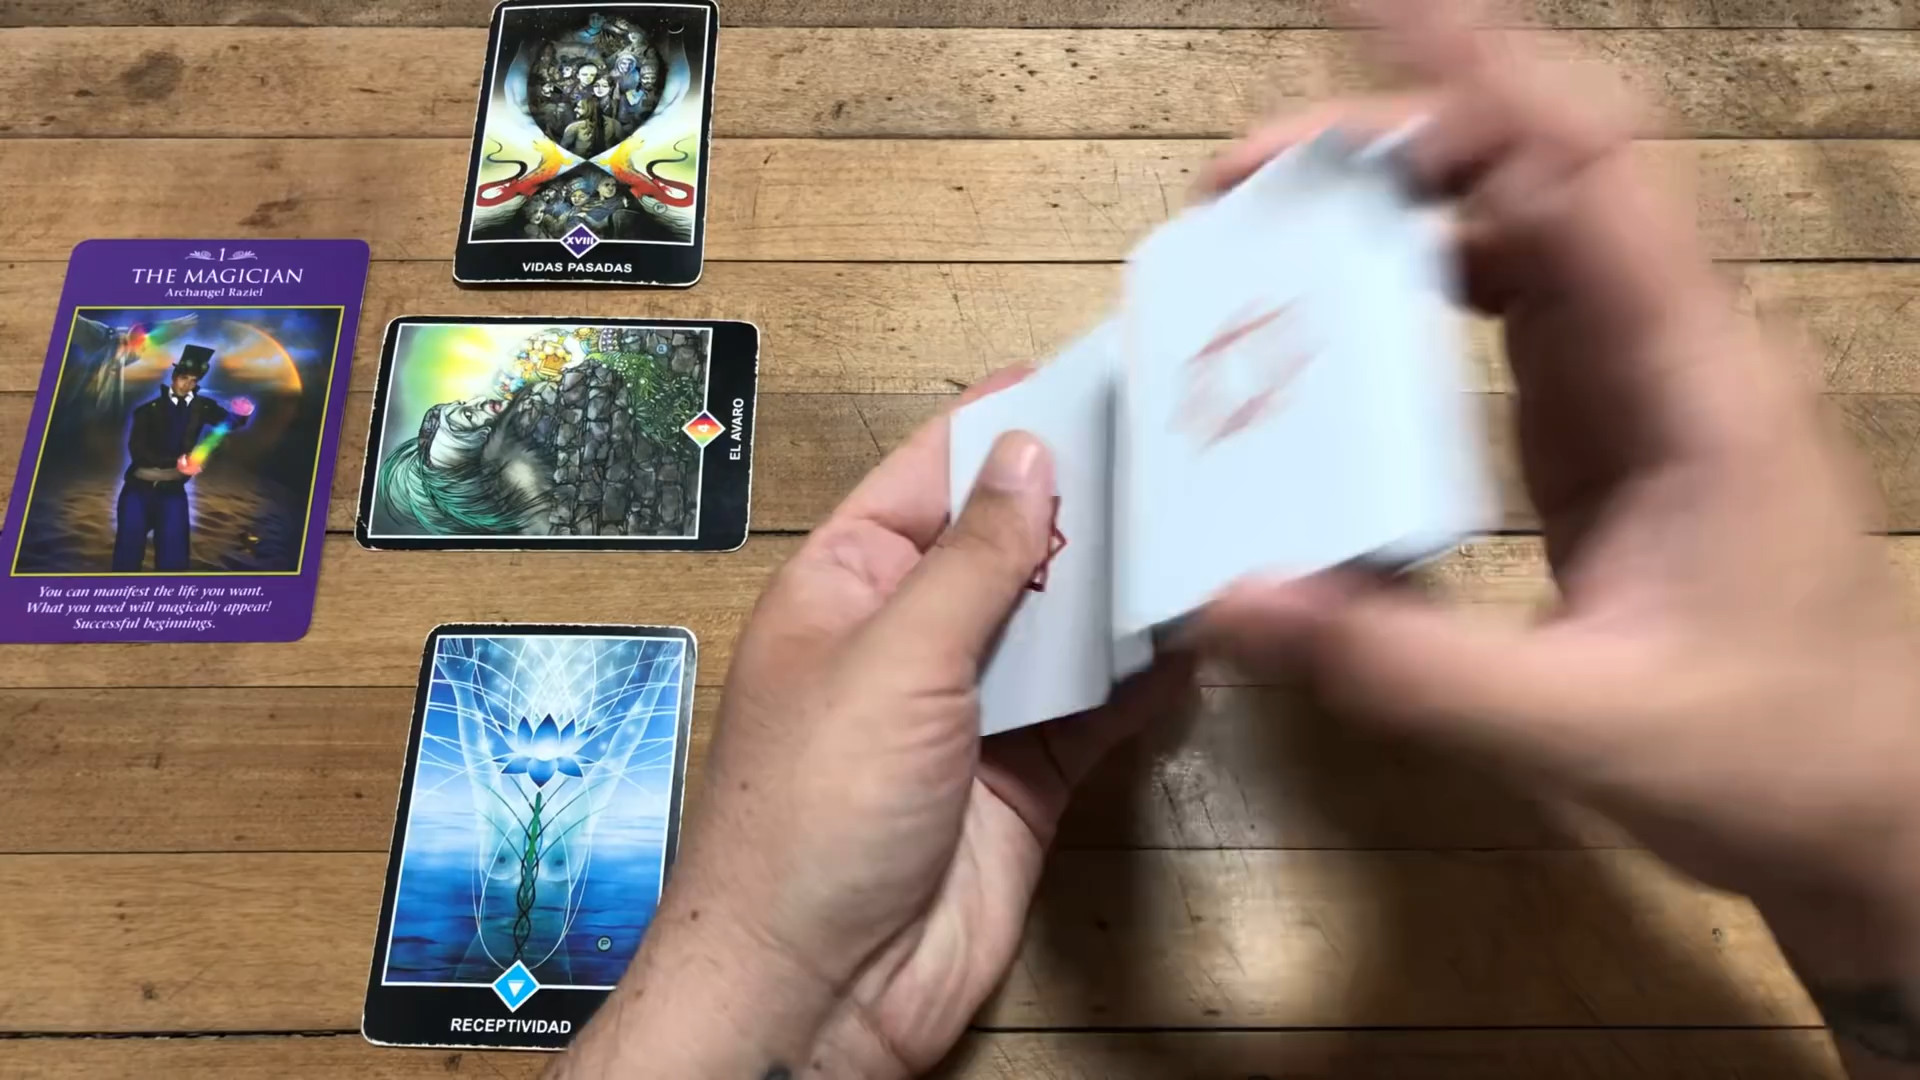 XVIII
VIDAS PASADAS
1
THE MAGICIAN
Archangel Raziel
You can manifest the life you want.
What you need will magically appear!
Successful beginnings.
4
EL AVARO
P
RECEPTIVIDAD